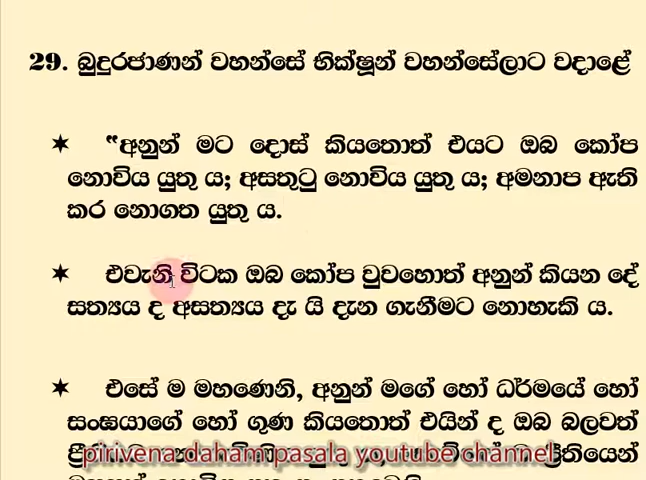 29. බුදුරජාණන් වහන්සේ භික්ෂූන් වහන්සේලාට වදාළේ
★ “අනුන් මට දොස් කියතොත් එයට ඔබ කෝප
නොවිය යුතු ය; අසතුටු නොවිය යුතු ය; අමනාප ඇති
කර නොගත යුතු ය.
★ එවැනි විටක ඔබ කෝප වුවහොත් අනුන් කියන දේ
සත්‍යය ද අසත්‍යය දැ යි දැන ගැනීමට නොහැකි ය.
★ එසේ ම මහණෙනි, අනුන් මගේ හෝ ධර්මයේ හෝ
සංඝයාගේ හෝ ගුණ කියතොත් එයින් ද ඔබ බලවත්
pirivena daham pasala youtube channel